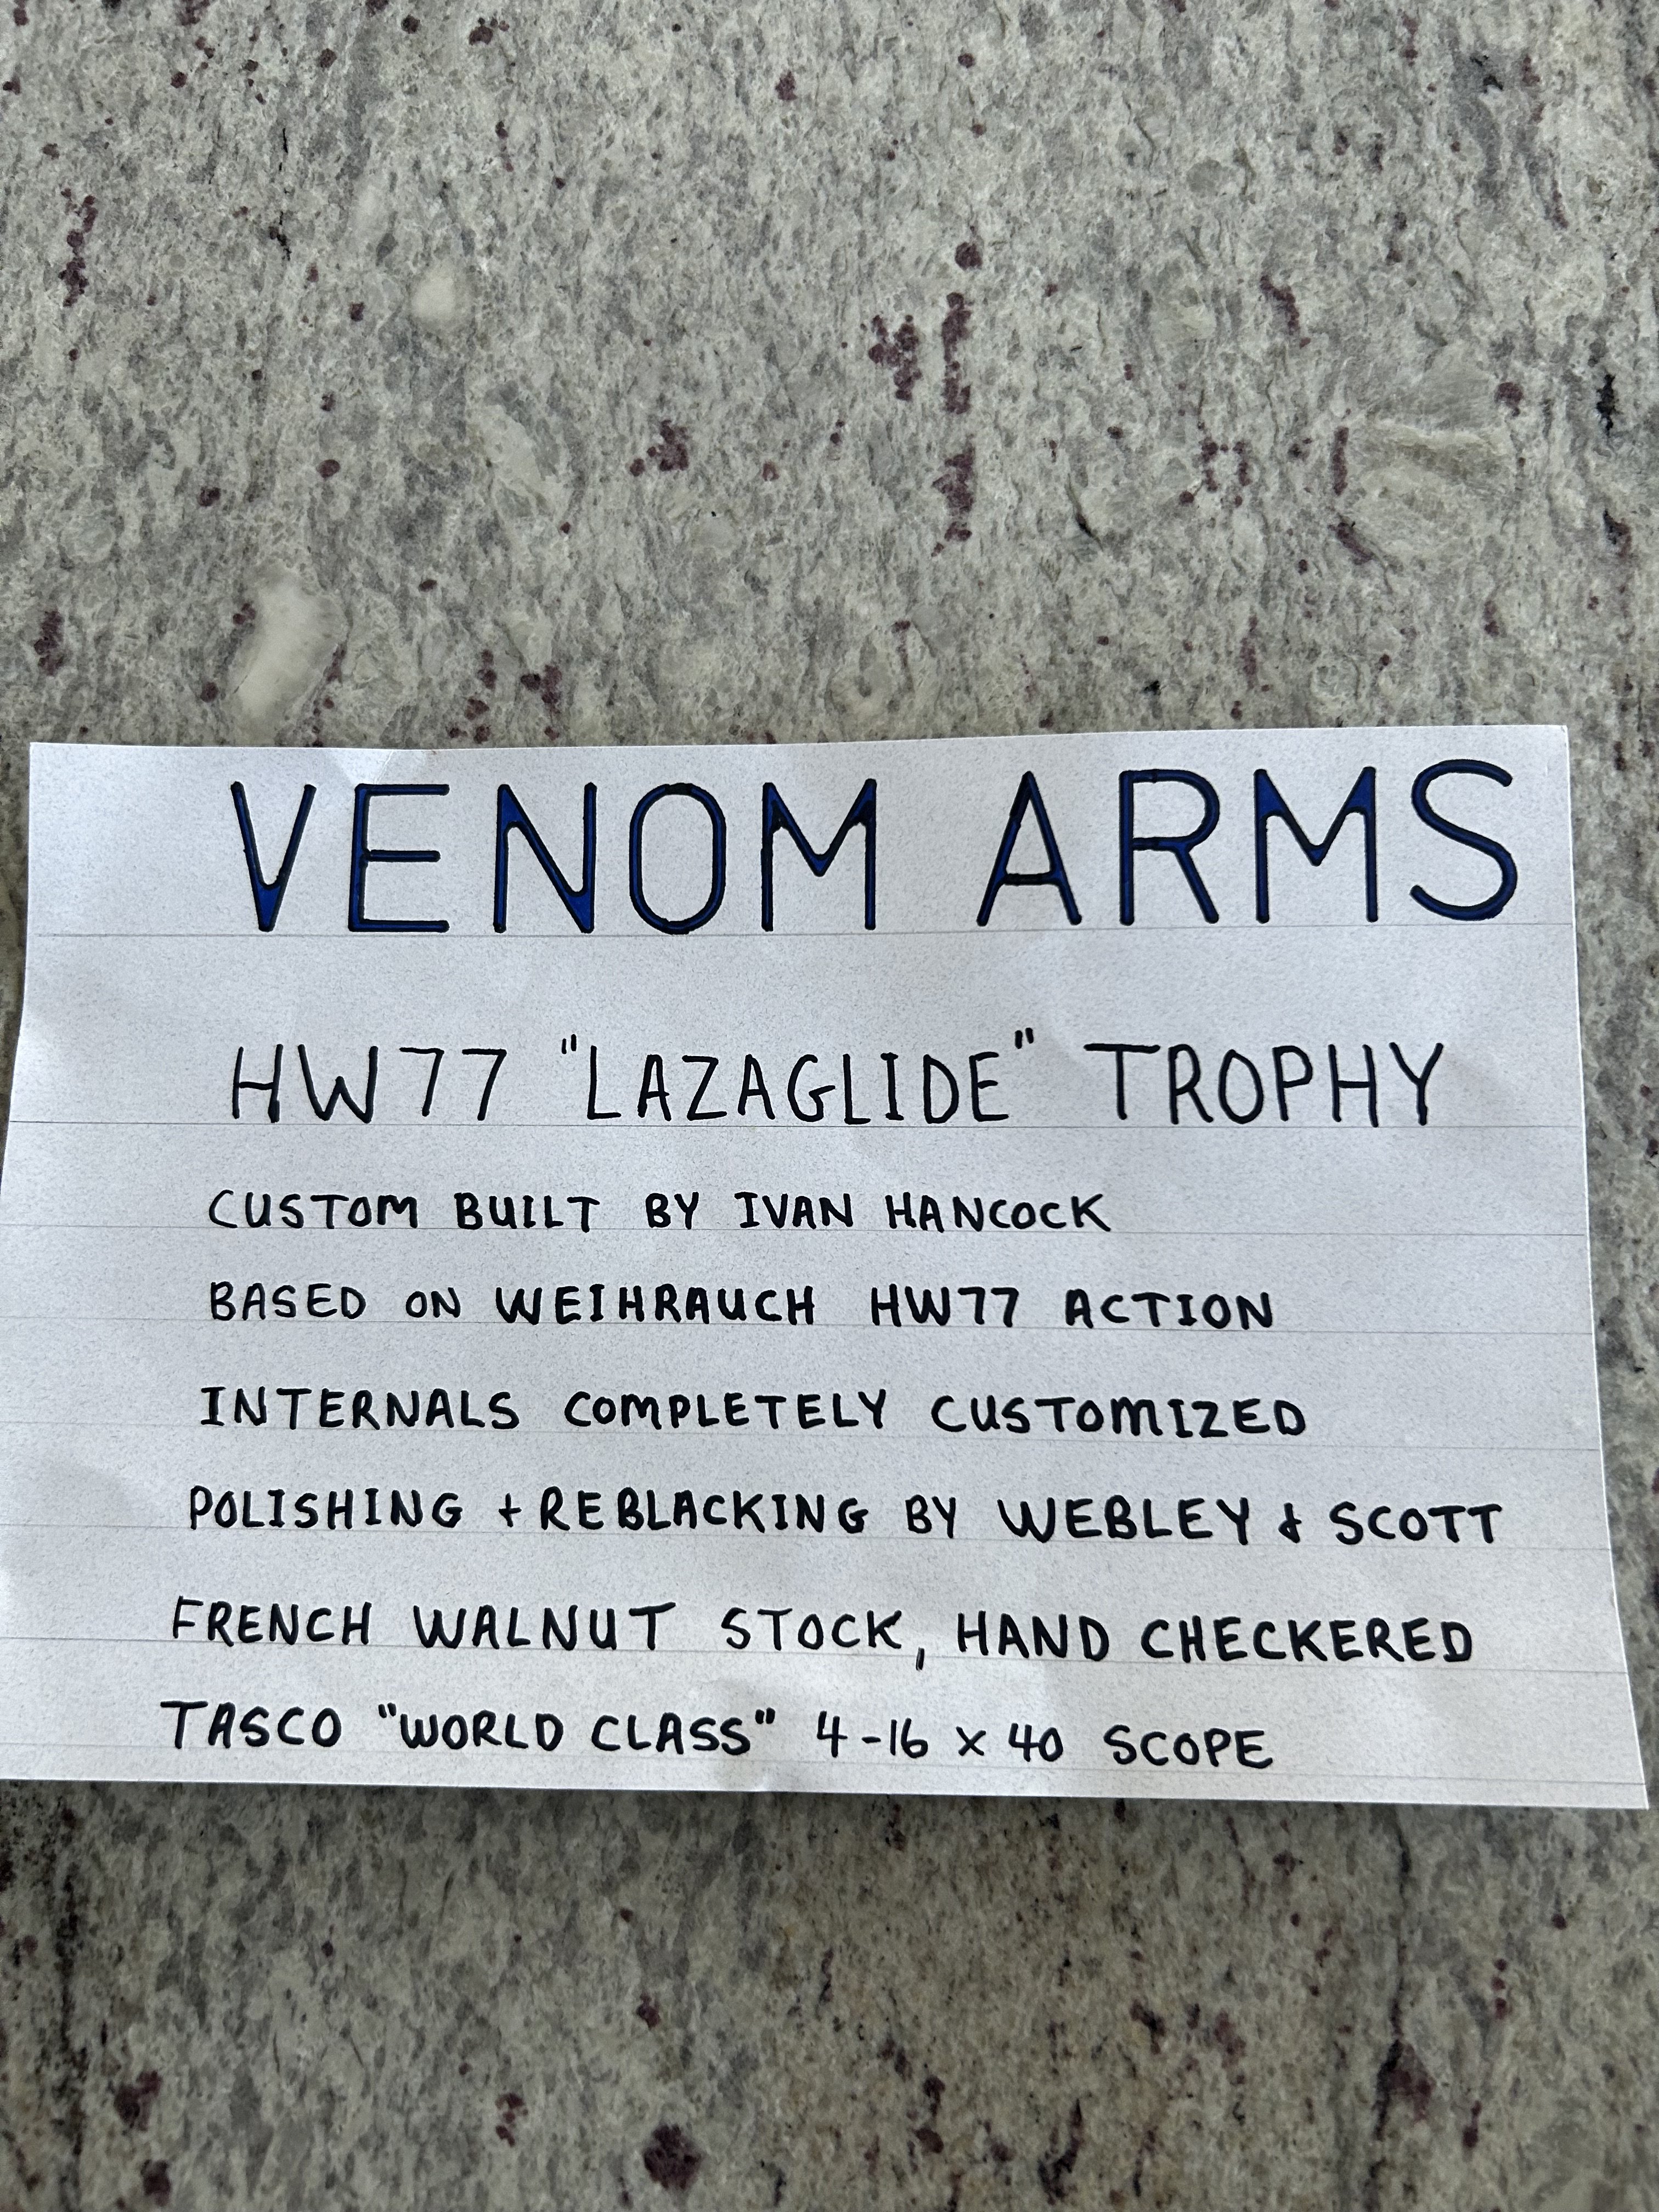 VENOM ARMS
HW77 "LAZAGLIDE" TROPHY
CUSTOM BUILT BY IVAN HANCOCK
BASED ON WEIHRAUCH HW77 ACTION
INTERNALS COMPLETELY CUSTOMIZED
POLISHING + REBLACKING BY WEBLEY & SCOTT
FRENCH WALNUT STOCK, HAND CHECKERED
TASCO "WORLD CLASS" 4-16 x 40 SCOPE